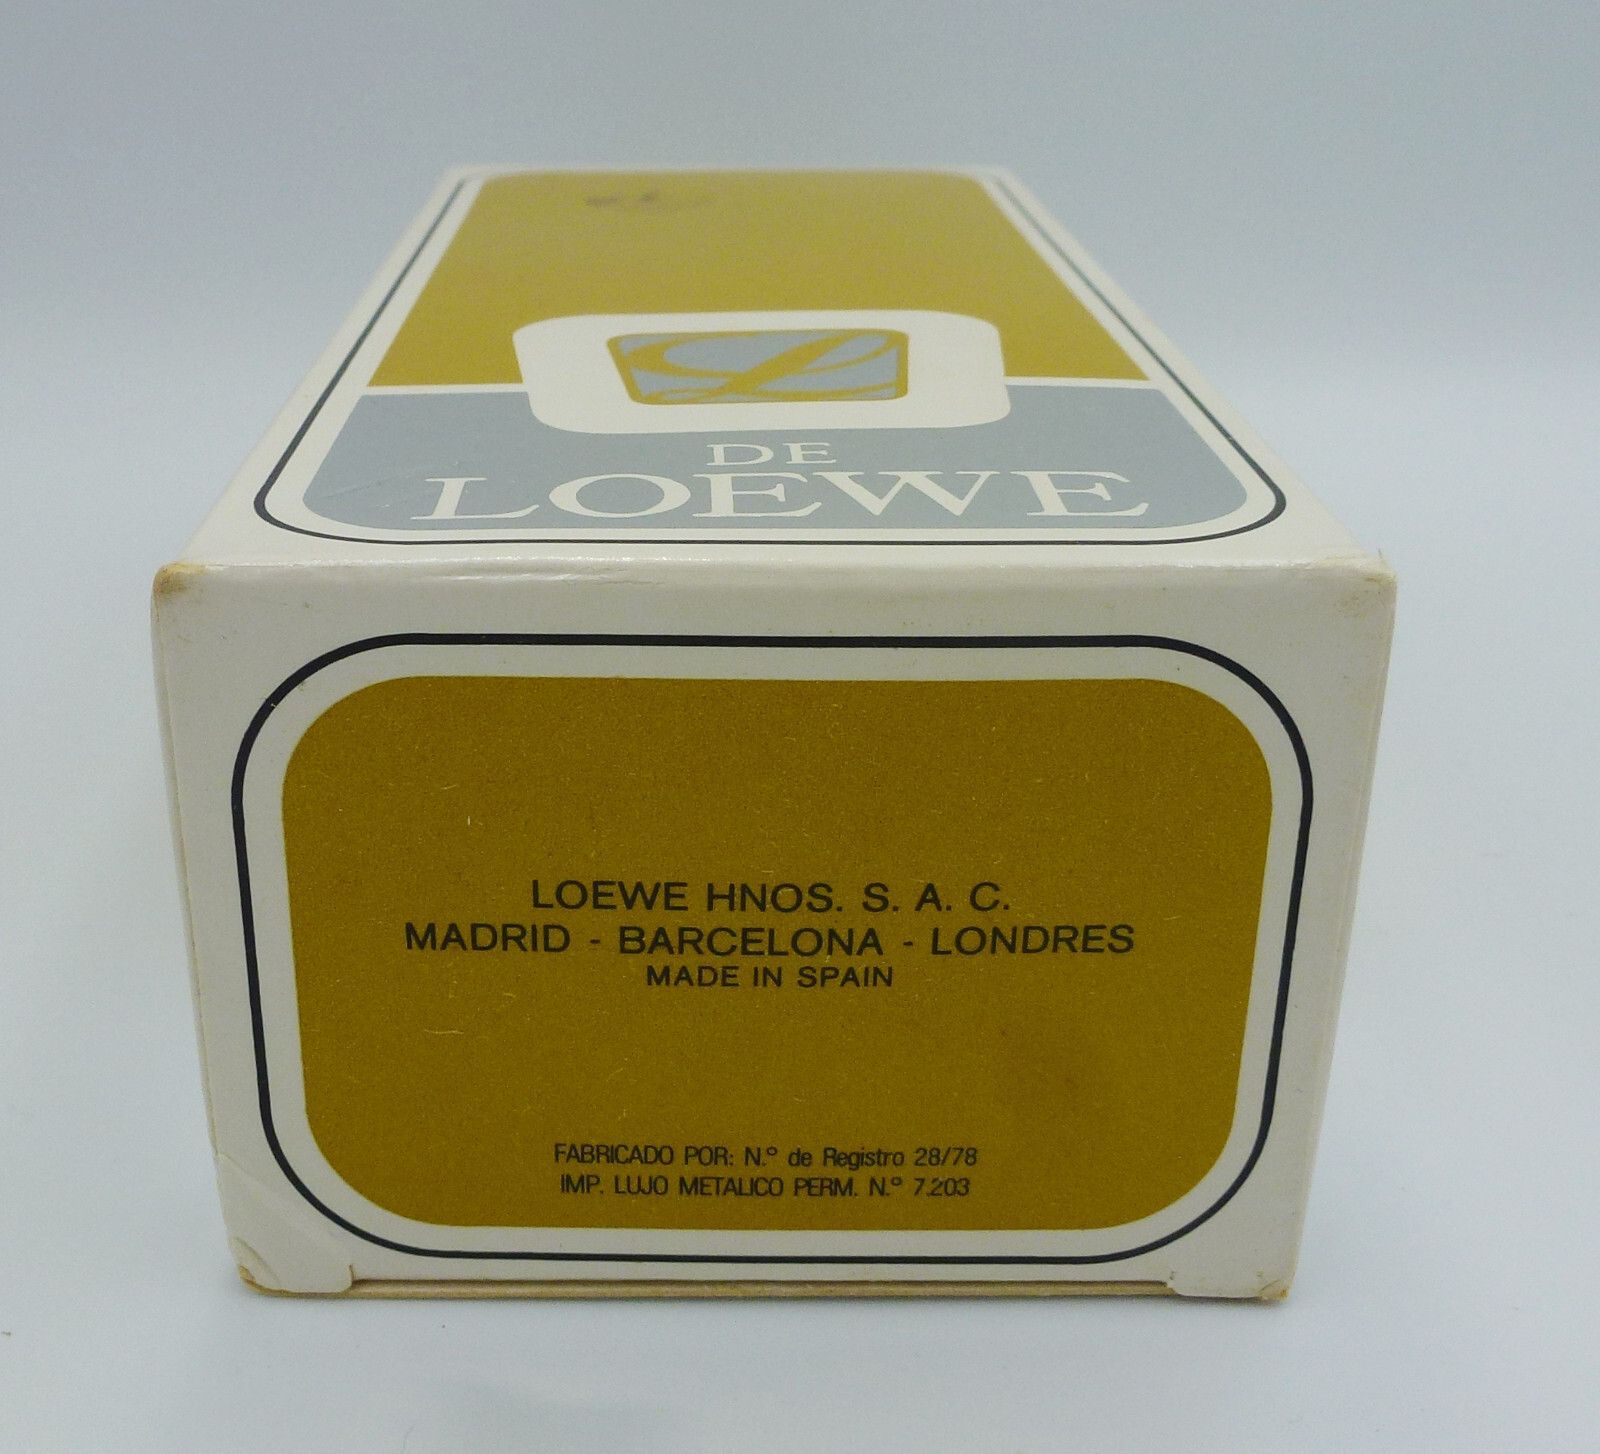 L
DE
LOEWE
LOEWE HNOS. S. A. C.
MADRID - BARCELONA - LONDRES
MADE IN SPAIN
FABRICADO POR: N.º de Registro 28/78
IMP. LUJO METALICO PERM. N.º 7.203